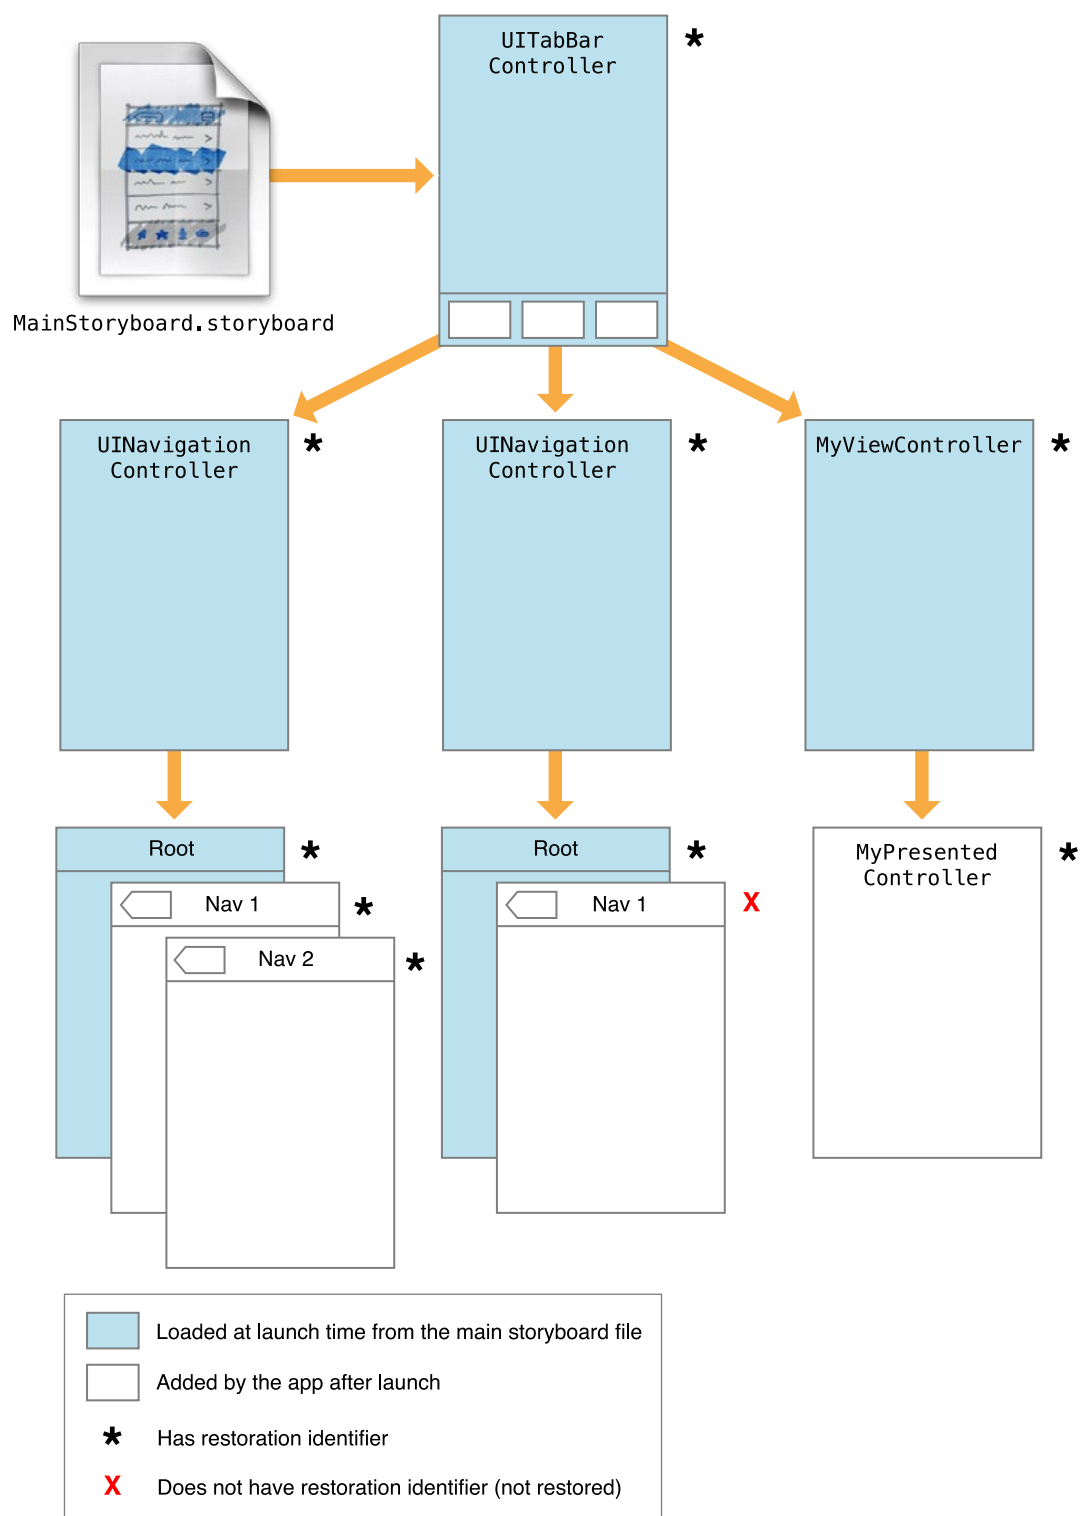 UITabBar
Controller
*
MainStoryboard.storyboard
UINavigation
Controller
*
UINavigation
Controller
*
MyViewController
*
Root
*
Nav 1
*
Nav 2
*
Root
*
Nav 1
X
MyPresented
Controller
*
Loaded at launch time from the main storyboard file
Added by the app after launch
* Has restoration identifier
X Does not have restoration identifier (not restored)